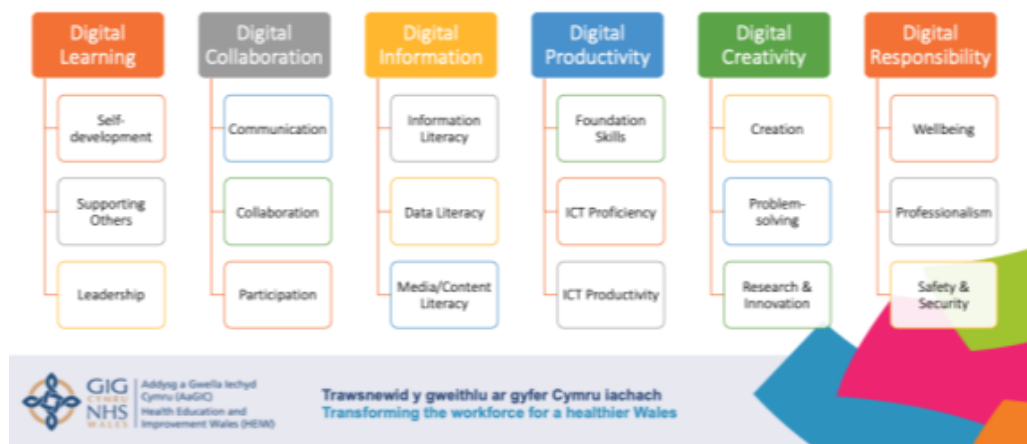 Digital
Learning
Self-
development
Supporting
Others
Leadership
Digital
Collaboration
Communication
Collaboration
Participation
Digital
Information
Information
Literacy
Data Literacy
Media/Content
Literacy
Digital
Productivity
Foundation
Skills
ICT Proficiency
ICT Productivity
Digital
Creativity
Creation
Problem-
solving
Research &
Innovation
Digital
Responsibility
Wellbeing
Professionalism
Safety &
Security
GIG
CYMRU
NHS
WALES
Addysg a Gwella Iechyd
Cymru (AaGIC)
Health Education and
Improvement Wales (HEIW)
Trawsnewid y gweithlu ar gyfer Cymru iachach
Transforming the workforce for a healthier Wales